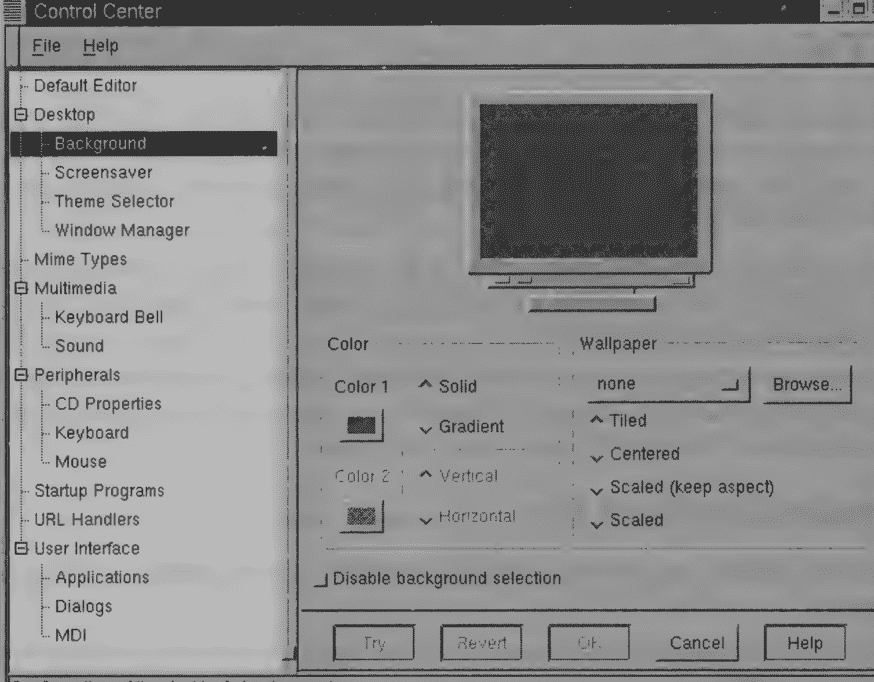 Control Center
File Help
Default Editor
Desktop
Background
Screensaver
Theme Selector
Window Manager
Mime Types
Multimedia
Keyboard Bell
Sound
Peripherals
CD Properties
Keyboard
Mouse
Startup Programs
URL Handlers
User Interface
Applications
Dialogs
MDI
Color
Color 1
Solid
Gradient
Color 2
Vertical
Horizontal
Wallpaper
none Browse...
Tiled
Centered
Scaled (keep aspect)
Scaled
Disable background selection
Try Revert OK Cancel Help